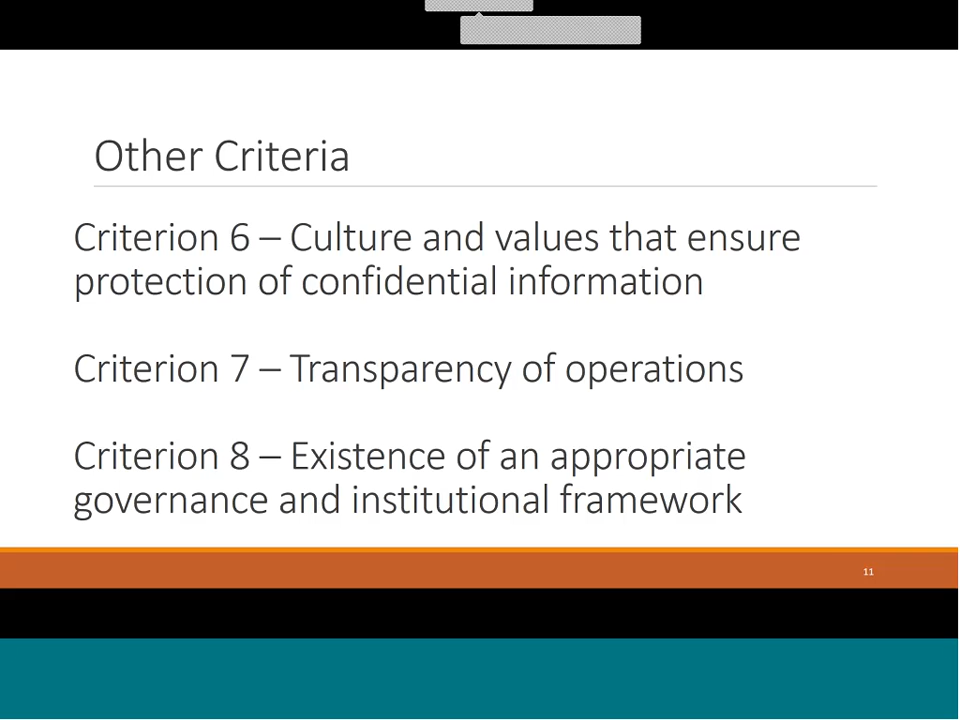 Other Criteria
Criterion 6 – Culture and values that ensure
protection of confidential information
Criterion 7 – Transparency of operations
Criterion 8 – Existence of an appropriate
governance and institutional framework
11